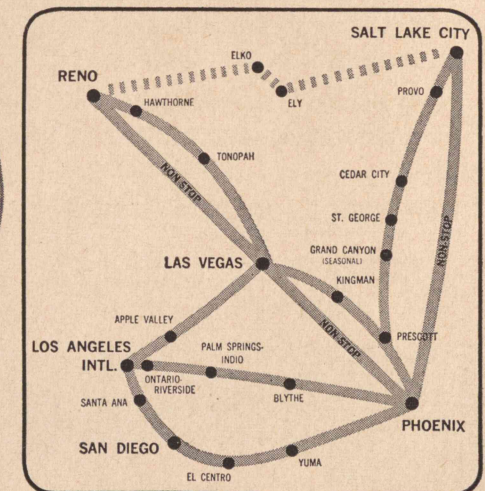 SALT LAKE CITY
ELKO
RENO
ELY
PROVO
HAWTHORNE
TONOPAH
NON-STOP
CEDAR CITY
ST. GEORGE
NON-STOP
GRAND CANYON
(SEASONAL)
LAS VEGAS
KINGMAN
APPLE VALLEY
NON-STOP
PRESCOTT
LOS ANGELES
INTL.
PALM SPRINGS-
INDIO
ONTARIO-
RIVERSIDE
BLYTHE
SANTA ANA
PHOENIX
SAN DIEGO
YUMA
EL CENTRO